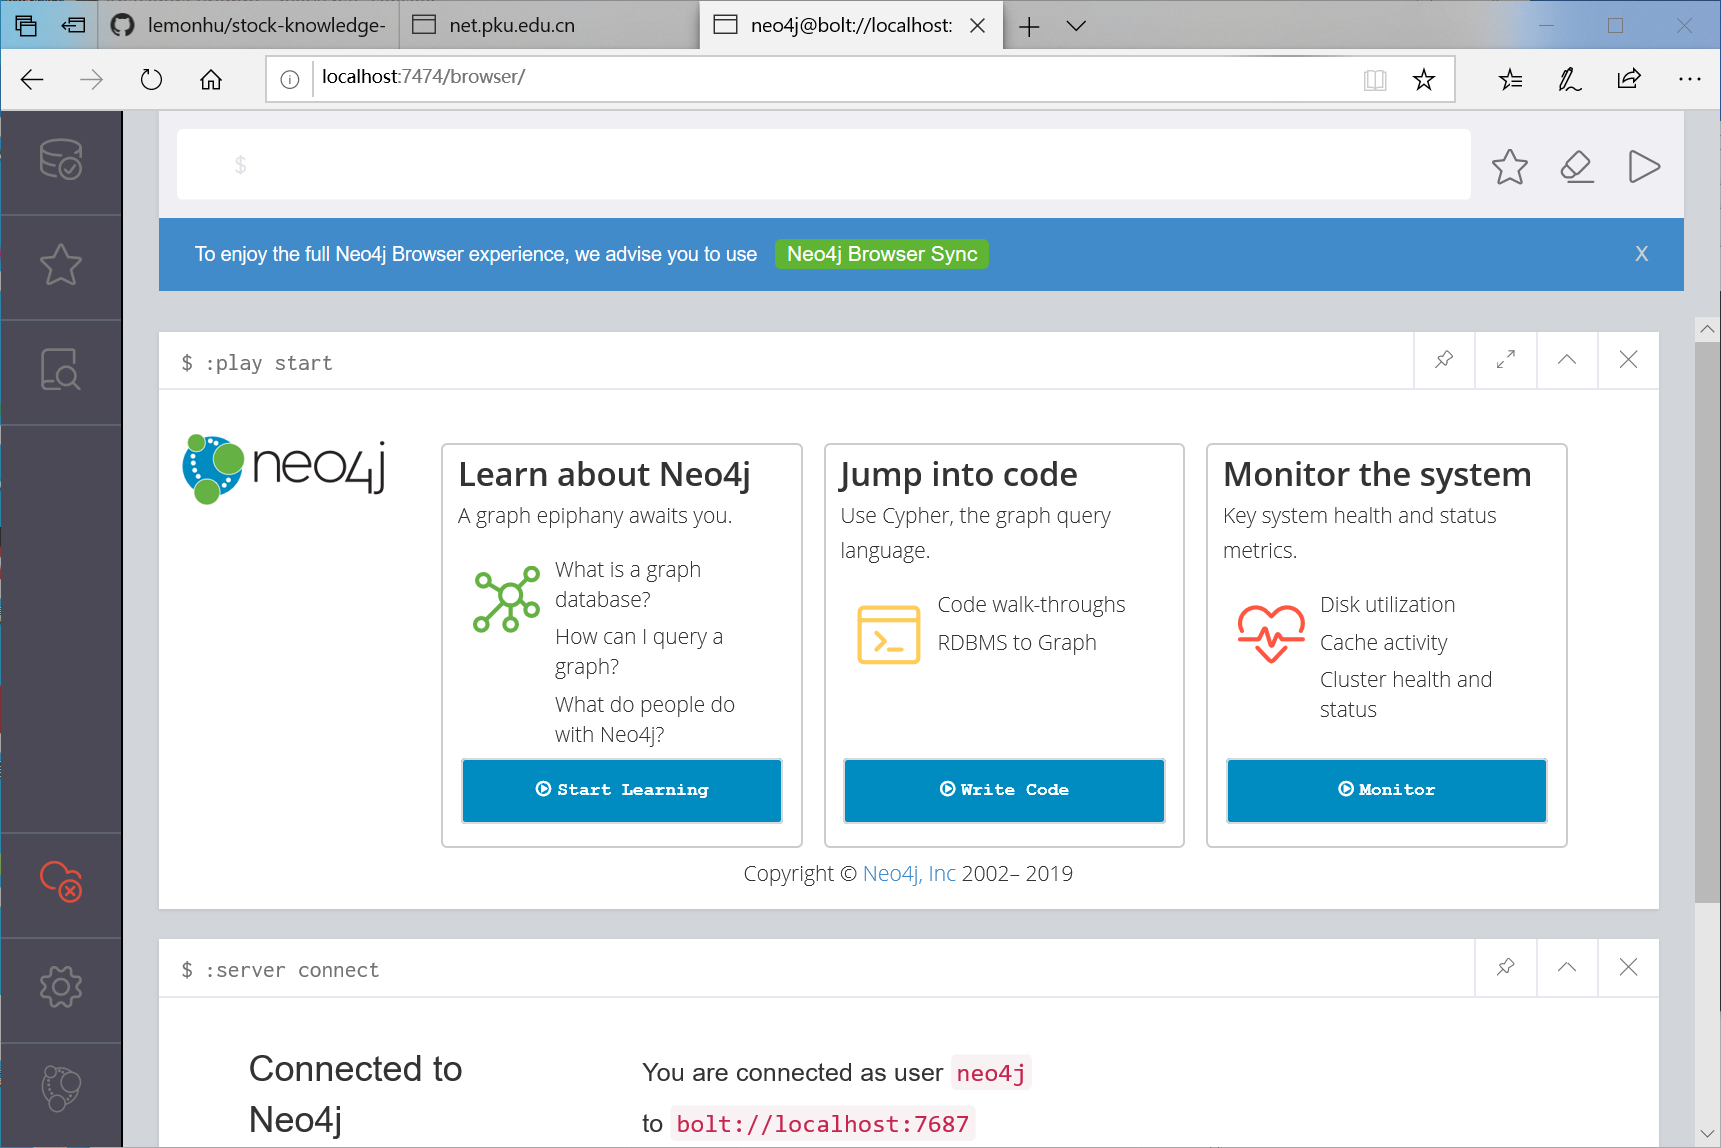 lemonhu/stock-knowledge-
net.pku.edu.cn
neo4j@bolt://localhost:
localhost:7474/browser/
$
To enjoy the full Neo4j Browser experience, we advise you to use Neo4j Browser Sync X
$ :play start
neo4j
Learn about Neo4j
A graph epiphany awaits you.
What is a graph
database?
How can I query a
graph?
What do people do
with Neo4j?
Start Learning
Jump into code
Use Cypher, the graph query
language.
Code walk-throughs
RDBMS to Graph
Write Code
Monitor the system
Key system health and status
metrics.
Disk utilization
Cache activity
Cluster health and
status
Monitor
Copyright © Neo4j, Inc 2002– 2019
$ :server connect
Connected to
Neo4j
You are connected as user neo4j
to bolt://localhost:7687